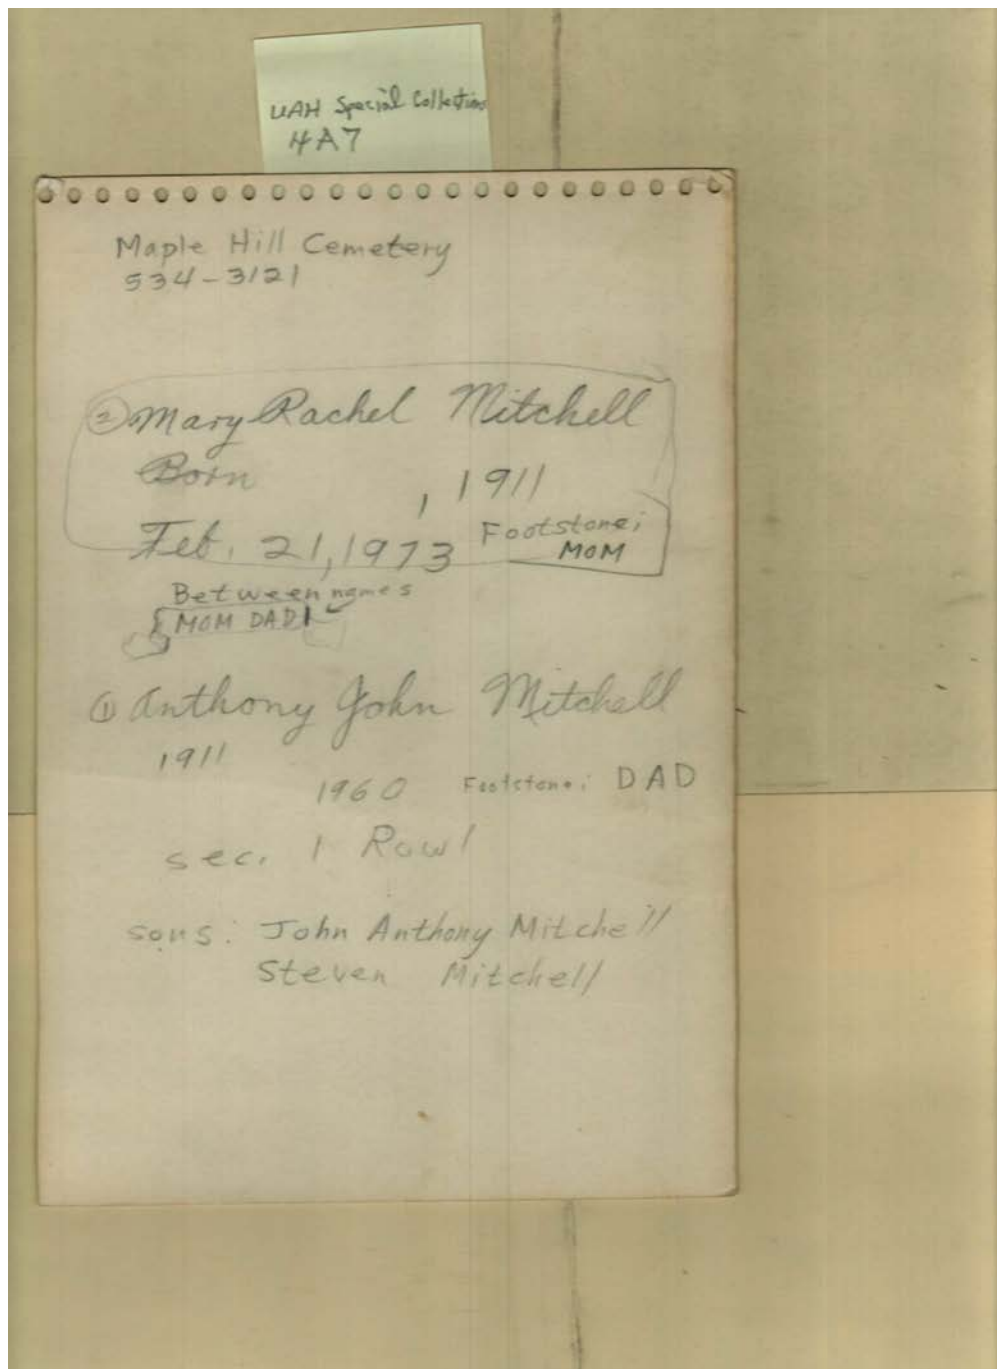 UAH Special Collections
4A7
Maple Hill Cemetery
534-3121
② Mary Rachel Mitchell
Born
, 1911
Feb. 21, 1973 Footstone;
MOM
Between names
MOM DAD
① Anthony John Mitchell
1911
1960 Footstone: DAD
sec. 1 Row 1
sons: John Anthony Mitchell
Steven Mitchell